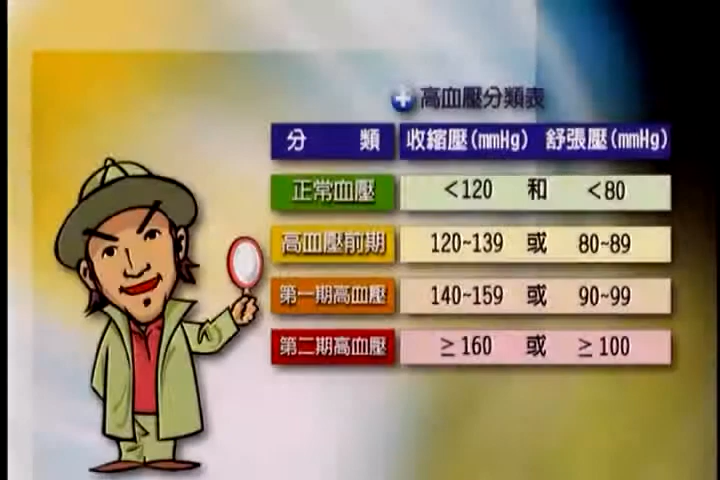 高血壓分類表
分 類 收縮壓(mmHg) 舒張壓(mmHg)
正常血壓 <120 和 <80
高血壓前期 120~139 或 80~89
第一期高血壓 140~159 或 90~99
第二期高血壓 ≥160 或 ≥100